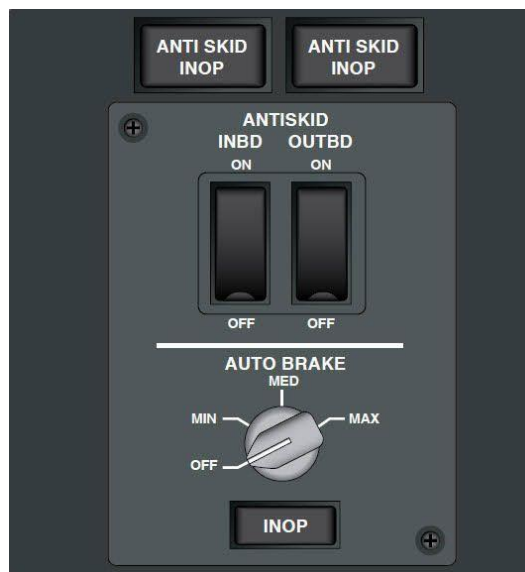 ANTI SKID
INOP
ANTI SKID
INOP
ANTISKID
INBD OUTBD
ON ON
OFF OFF
AUTO BRAKE
MED
MIN MAX
OFF
INOP